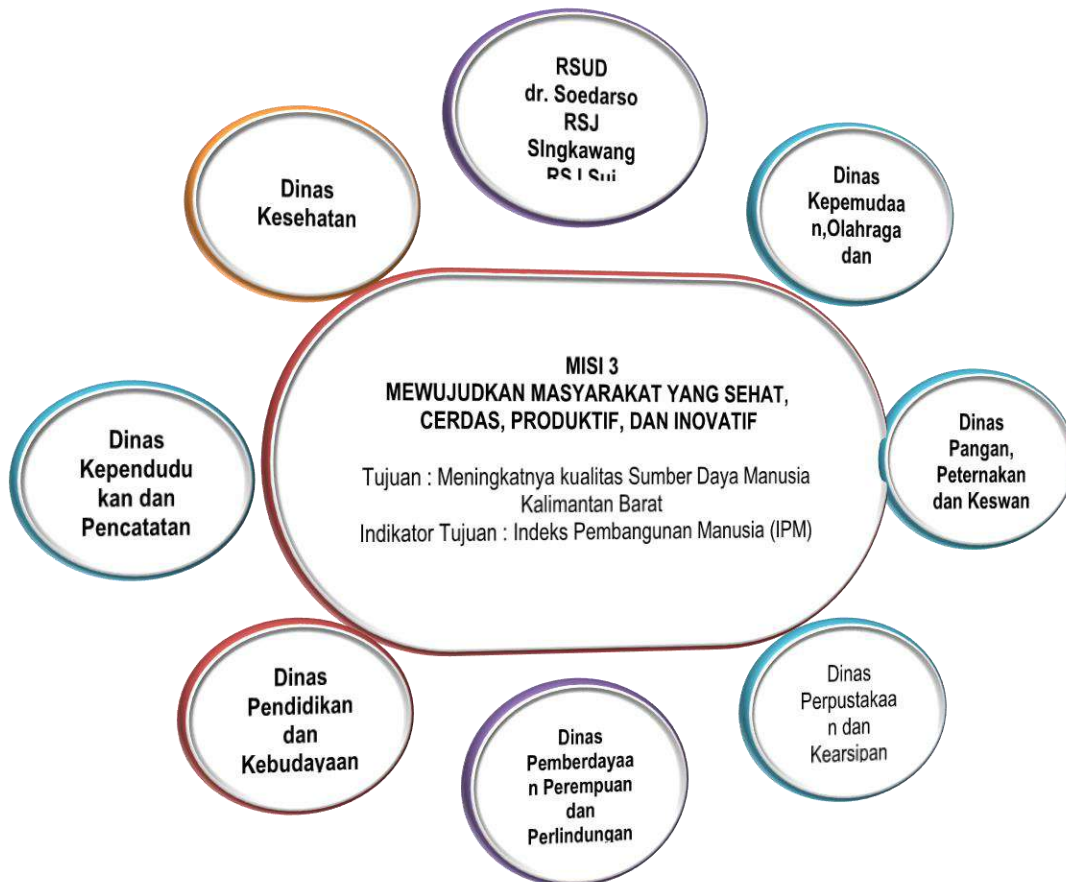 RSUD
dr. Soedarso
RSJ
SIngkawang
RSJ Sui
Dinas
Kesehatan
Dinas
Kepemudaa
n,Olahraga
dan
MISI 3
MEWUJUDKAN MASYARAKAT YANG SEHAT,
CERDAS, PRODUKTIF, DAN INOVATIF
Tujuan : Meningkatnya kualitas Sumber Daya Manusia
Kalimantan Barat
Indikator Tujuan : Indeks Pembangunan Manusia (IPM)
Dinas
Kependudu
kan dan
Pencatatan
Dinas
Pangan,
Peternakan
dan Keswan
Dinas
Pendidikan
dan
Kebudayaan
Dinas
Pemberdayaa
n Perempuan
dan
Perlindungan
Dinas
Perpustakaa
n dan
Kearsipan